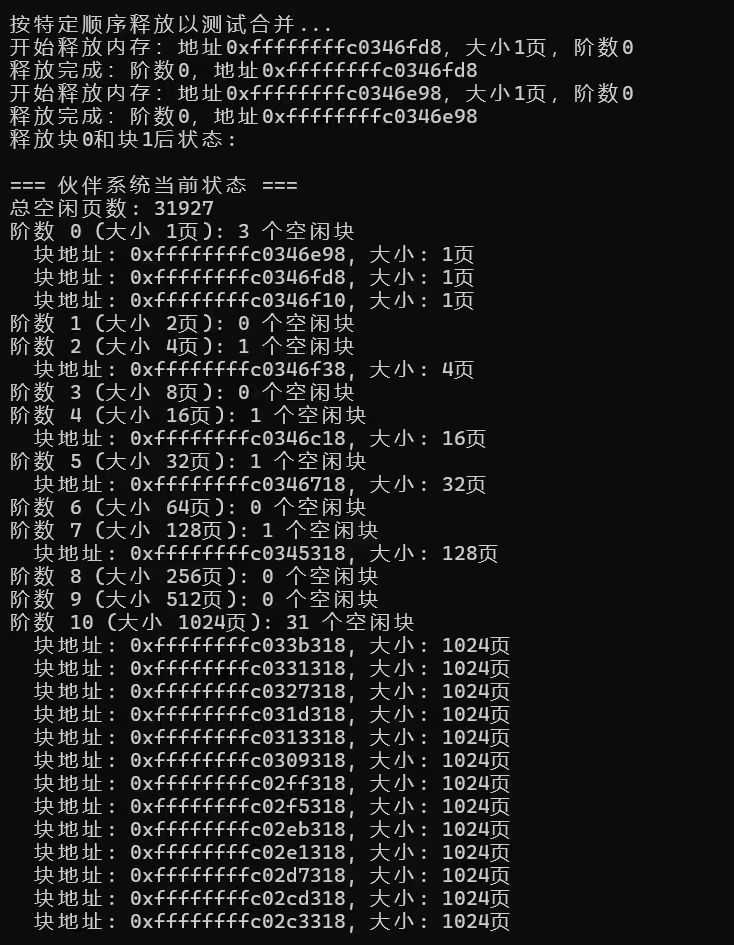 按特定顺序释放以测试合并...
开始释放内存: 地址0xffffffffc0346fd8, 大小1页, 阶数0
释放完成: 阶数0, 地址0xffffffffc0346fd8
开始释放内存: 地址0xffffffffc0346e98, 大小1页, 阶数0
释放完成: 阶数0, 地址0xffffffffc0346e98
释放块0和块1后状态:
=== 伙伴系统当前状态 ===
总空闲页数: 31927
阶数 0 (大小 1页): 3 个空闲块
块地址: 0xffffffffc0346e98, 大小: 1页
块地址: 0xffffffffc0346fd8, 大小: 1页
块地址: 0xffffffffc0346f10, 大小: 1页
阶数 1 (大小 2页): 0 个空闲块
阶数 2 (大小 4页): 1 个空闲块
块地址: 0xffffffffc0346f38, 大小: 4页
阶数 3 (大小 8页): 0 个空闲块
阶数 4 (大小 16页): 1 个空闲块
块地址: 0xffffffffc0346c18, 大小: 16页
阶数 5 (大小 32页): 1 个空闲块
块地址: 0xffffffffc0346718, 大小: 32页
阶数 6 (大小 64页): 0 个空闲块
阶数 7 (大小 128页): 1 个空闲块
块地址: 0xffffffffc0345318, 大小: 128页
阶数 8 (大小 256页): 0 个空闲块
阶数 9 (大小 512页): 0 个空闲块
阶数 10 (大小 1024页): 31 个空闲块
块地址: 0xffffffffc033b318, 大小: 1024页
块地址: 0xffffffffc0331318, 大小: 1024页
块地址: 0xffffffffc0327318, 大小: 1024页
块地址: 0xffffffffc031d318, 大小: 1024页
块地址: 0xffffffffc0313318, 大小: 1024页
块地址: 0xffffffffc0309318, 大小: 1024页
块地址: 0xffffffffc02ff318, 大小: 1024页
块地址: 0xffffffffc02f5318, 大小: 1024页
块地址: 0xffffffffc02eb318, 大小: 1024页
块地址: 0xffffffffc02e1318, 大小: 1024页
块地址: 0xffffffffc02d7318, 大小: 1024页
块地址: 0xffffffffc02cd318, 大小: 1024页
块地址: 0xffffffffc02c3318, 大小: 1024页